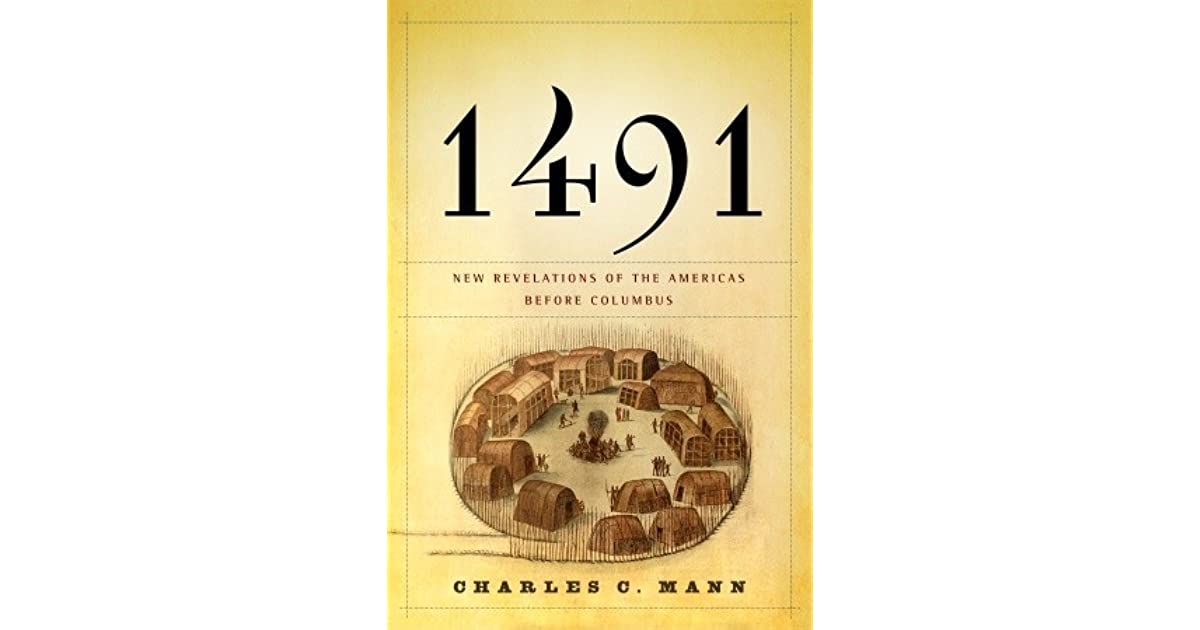 1491
NEW REVELATIONS OF THE AMERICAS
BEFORE COLUMBUS
CHARLES C. MANN